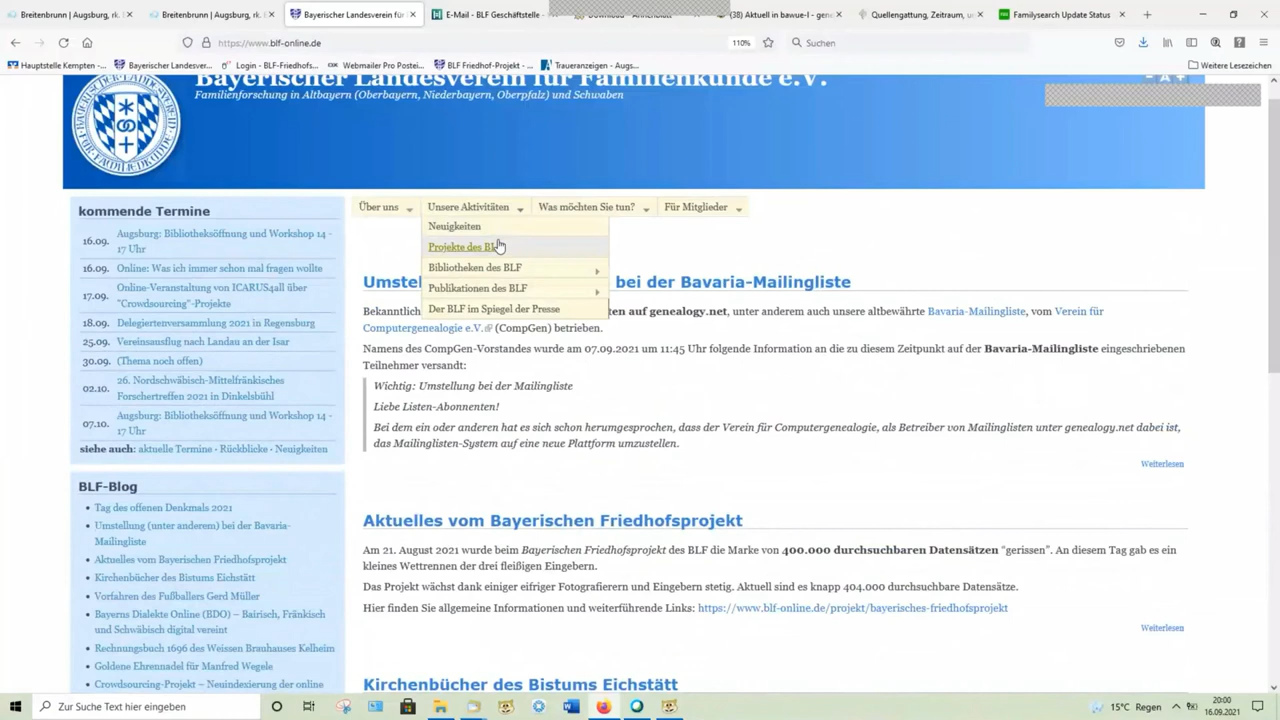 Breitenbrunn | Augsburg, rk. B
Breitenbrunn | Augsburg, rk. B
Bayerischer Landesverein für F
E-Mail - BLF Geschäftstelle -
Download - Ahnenblatt
(38) Aktuell in bawue-l - gene
Quellengattung, Zeitraum, un
Familysearch Update Status
https://www.blf-online.de
110%
Suchen
Hauptstelle Kempten -...
Bayerischer Landesver...
Login - BLF-Friedhofs...
Webmailer Pro Postei...
BLF Friedhof-Projekt - ...
Traueranzeigen - Augs...
Weitere Lesezeichen
Bayerischer Landesverein für Familienkunde e.V.
- A +
Familienforschung in Altbayern (Oberbayern, Niederbayern, Oberpfalz) und Schwaben
kommende Termine
16.09. Augsburg: Bibliotheksöffnung und Workshop 14 -
17 Uhr
16.09. Online: Was ich immer schon mal fragen wollte
17.09. Online-Veranstaltung von ICARUS4all über
"Crowdsourcing"-Projekte
18.09. Delegiertenversammlung 2021 in Regensburg
25.09. Vereinsausflug nach Landau an der Isar
30.09. (Thema noch offen)
02.10. 26. Nordschwäbisch-Mittelfränkisches
Forschertreffen 2021 in Dinkelsbühl
07.10. Augsburg: Bibliotheksöffnung und Workshop 14 -
17 Uhr
siehe auch: aktuelle Termine · Rückblicke · Neuigkeiten
BLF-Blog
Tag des offenen Denkmals 2021
Umstellung (unter anderem) bei der Bavaria-
Mailingliste
Aktuelles vom Bayerischen Friedhofsprojekt
Kirchenbücher des Bistums Eichstätt
Vorfahren des Fußballers Gerd Müller
Bayerns Dialekte Online (BDO) – Bairisch, Fränkisch
und Schwäbisch digital vereint
Rechnungsbuch 1696 des Weissen Brauhauses Kelheim
Goldene Ehrennadel für Manfred Wegele
Crowdsourcing-Projekt – Neuindexierung der online
Über uns
Unsere Aktivitäten
Was möchten Sie tun?
Für Mitglieder
Neuigkeiten
Projekte des BL
Bibliotheken des BLF
Publikationen des BLF
Der BLF im Spiegel der Presse
Umste bei der Bavaria-Mailingliste
Bekanntlich ten auf genealogy.net, unter anderem auch unsere altbewährte Bavaria-Mailingliste, vom Verein für
Computergenealogie e.V. (CompGen) betrieben.
Namens des CompGen-Vorstandes wurde am 07.09.2021 um 11:45 Uhr folgende Information an die zu diesem Zeitpunkt auf der Bavaria-Mailingliste eingeschriebenen
Teilnehmer versandt:
Wichtig: Umstellung bei der Mailingliste
Liebe Listen-Abonnenten!
Bei dem ein oder anderen hat es sich schon herumgesprochen, dass der Verein für Computergenealogie, als Betreiber von Mailinglisten unter genealogy.net dabei ist,
das Mailinglisten-System auf eine neue Plattform umzustellen.
Weiterlesen
Aktuelles vom Bayerischen Friedhofsprojekt
Am 21. August 2021 wurde beim Bayerischen Friedhofsprojekt des BLF die Marke von 400.000 durchsuchbaren Datensätzen "gerissen". An diesem Tag gab es ein
kleines Wettrennen der drei fleißigen Eingebern.
Das Projekt wächst dank einiger eifriger Fotografierern und Eingebern stetig. Aktuell sind es knapp 404.000 durchsuchbare Datensätze.
Hier finden Sie allgemeine Informationen und weiterführende Links: https://www.blf-online.de/projekt/bayerisches-friedhofsprojekt
Weiterlesen
Kirchenbücher des Bistums Eichstätt
Zur Suche Text hier eingeben
15°C Regen
20:00
16.09.2021